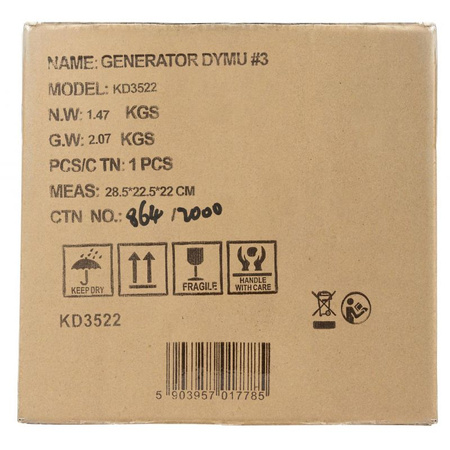 NAME: GENERATOR DYMU #3
MODEL: KD3522
N.W: 1.47 KGS
G.W: 2.07 KGS
PCS/C TN: 1 PCS
MEAS: 28.5*22.5*22 CM
CTN NO.: 864/2000
KEEP DRY
FRAGILE
HANDLE
WITH CARE
KD3522
5 903957 017785